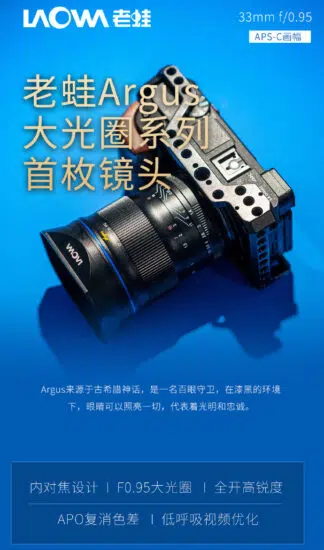 LAOWA 老蛙
33mm f/0.95
APS-C画幅
老蛙Argus
大光圈系列
首枚镜头
LAOWA
Argus来源于古希腊神话，是一名百眼守卫，在漆黑的环境
下，眼睛可以照亮一切，代表着光明和忠诚。
内对焦设计 | F0.95大光圈 | 全开高锐度
APO复消色差 | 低呼吸视频优化